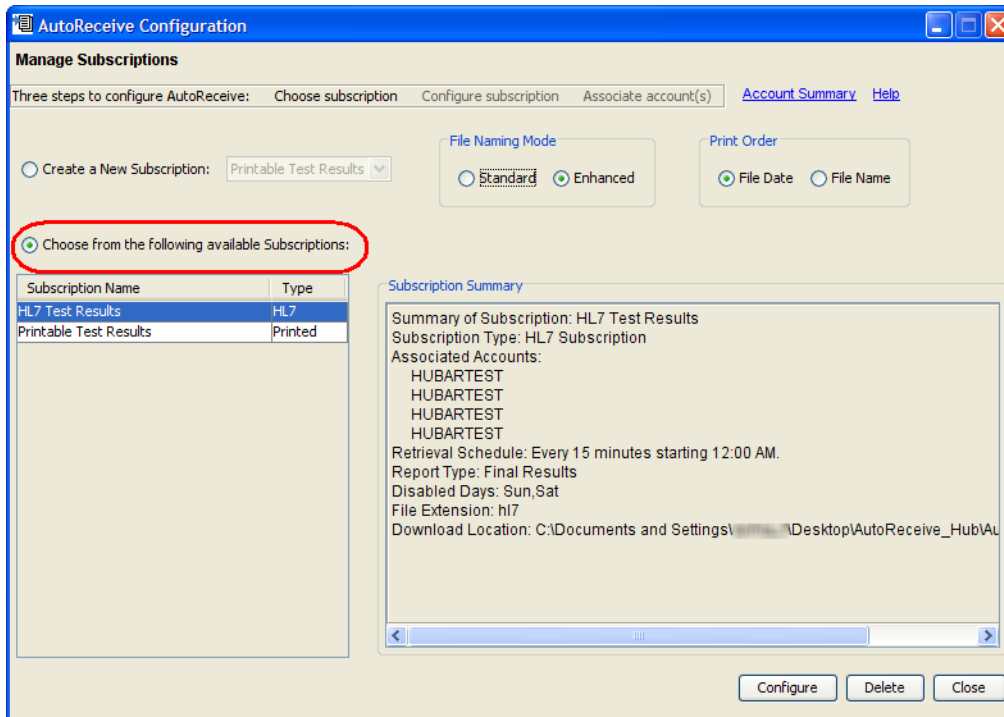 AutoReceive Configuration
Manage Subscriptions
Three steps to configure AutoReceive: Choose subscription Configure subscription Associate account(s) Account Summary Help
File Naming Mode Print Order
Create a New Subscription: Printable Test Results Standard Enhanced File Date File Name
Choose from the following available Subscriptions:
Subscription Name Type
HL7 Test Results HL7
Printable Test Results Printed
Subscription Summary
Summary of Subscription: HL7 Test Results
Subscription Type: HL7 Subscription
Associated Accounts:
HUBARTEST
HUBARTEST
HUBARTEST
HUBARTEST
Retrieval Schedule: Every 15 minutes starting 12:00 AM.
Report Type: Final Results
Disabled Days: Sun,Sat
File Extension: hl7
Download Location: C:\Documents and Settings\ \Desktop\AutoReceive_Hub\Au
Configure Delete Close